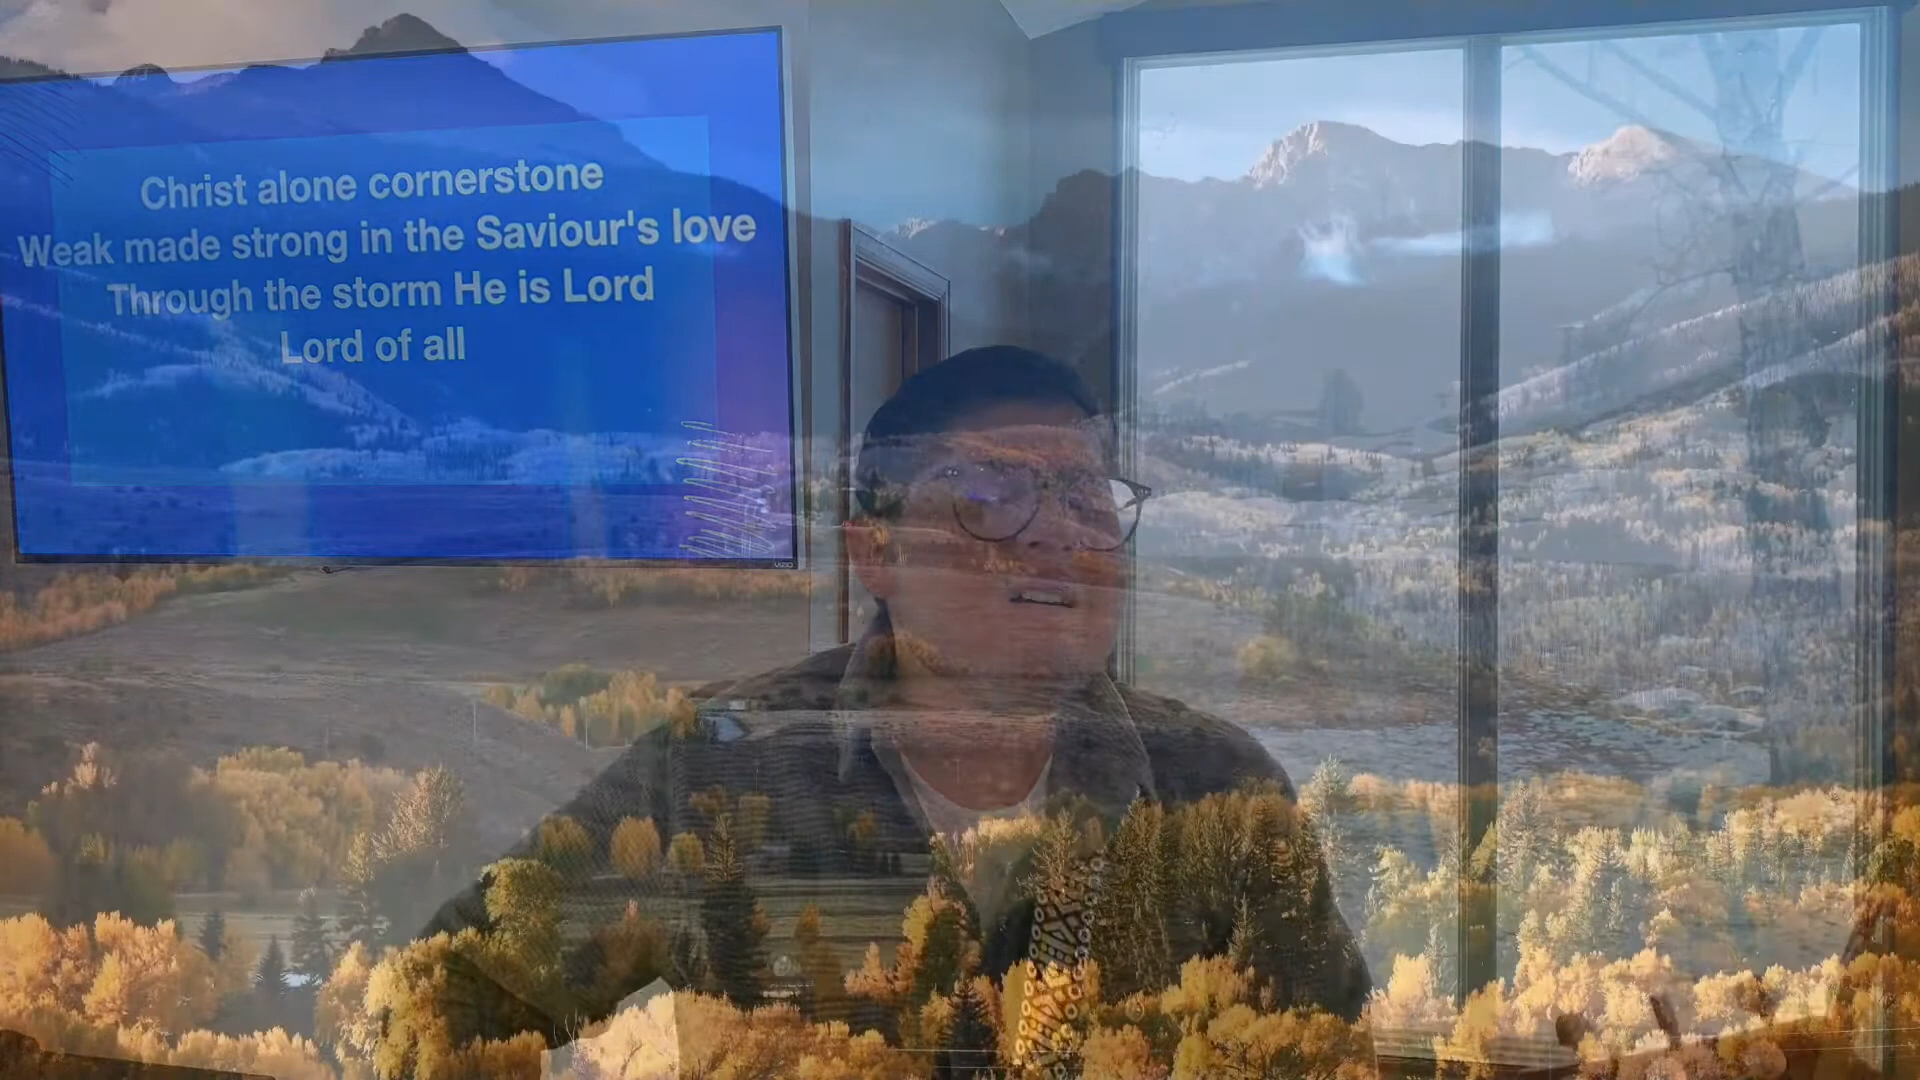 Christ alone cornerstone
Weak made strong in the Saviour's love
Through the storm He is Lord
Lord of all
VIZIO